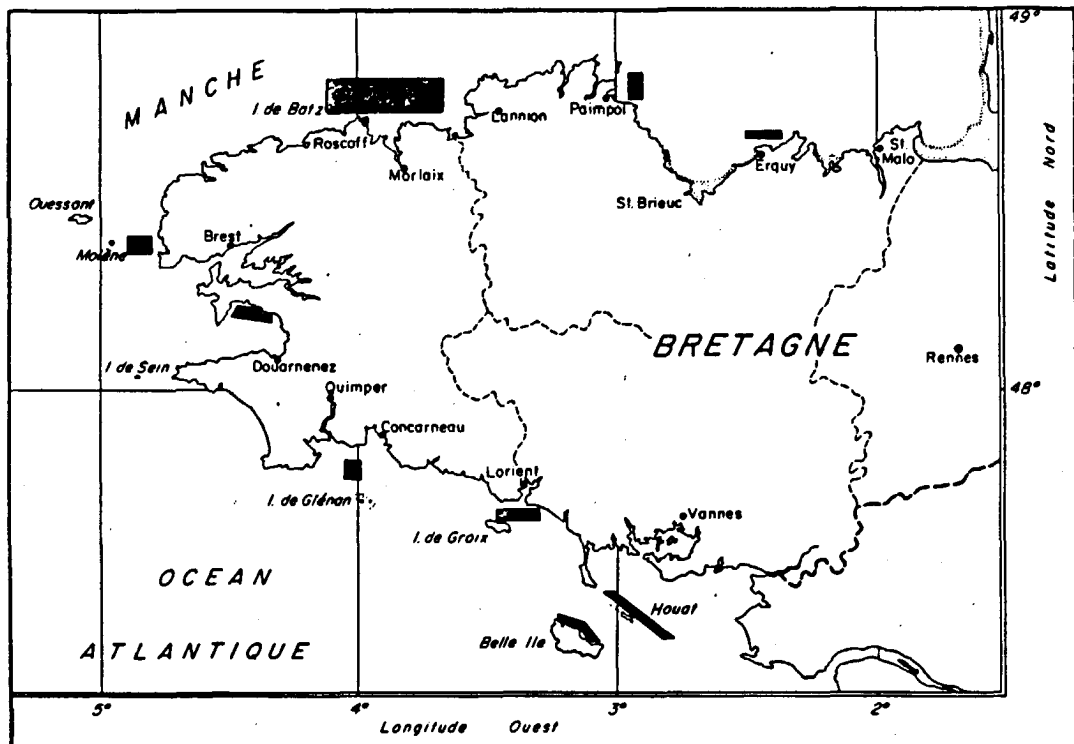 49°
MANCHE
I. de Batz
Roscoff
Morlaix
Lannion
Paimpol
Erquy
St. Malo
St. Brieuc
Latitude Nord
Ouessant
Molène
Brest
BRETAGNE
Rennes
I. de Sein
Douarnenez
Quimper
48°
Concarneau
Lorient
I. de Glénan
Vannes
I. de Groix
OCEAN
Houat
Belle Ile
ATLANTIQUE
5°
4°
3°
2°
Longitude Ouest